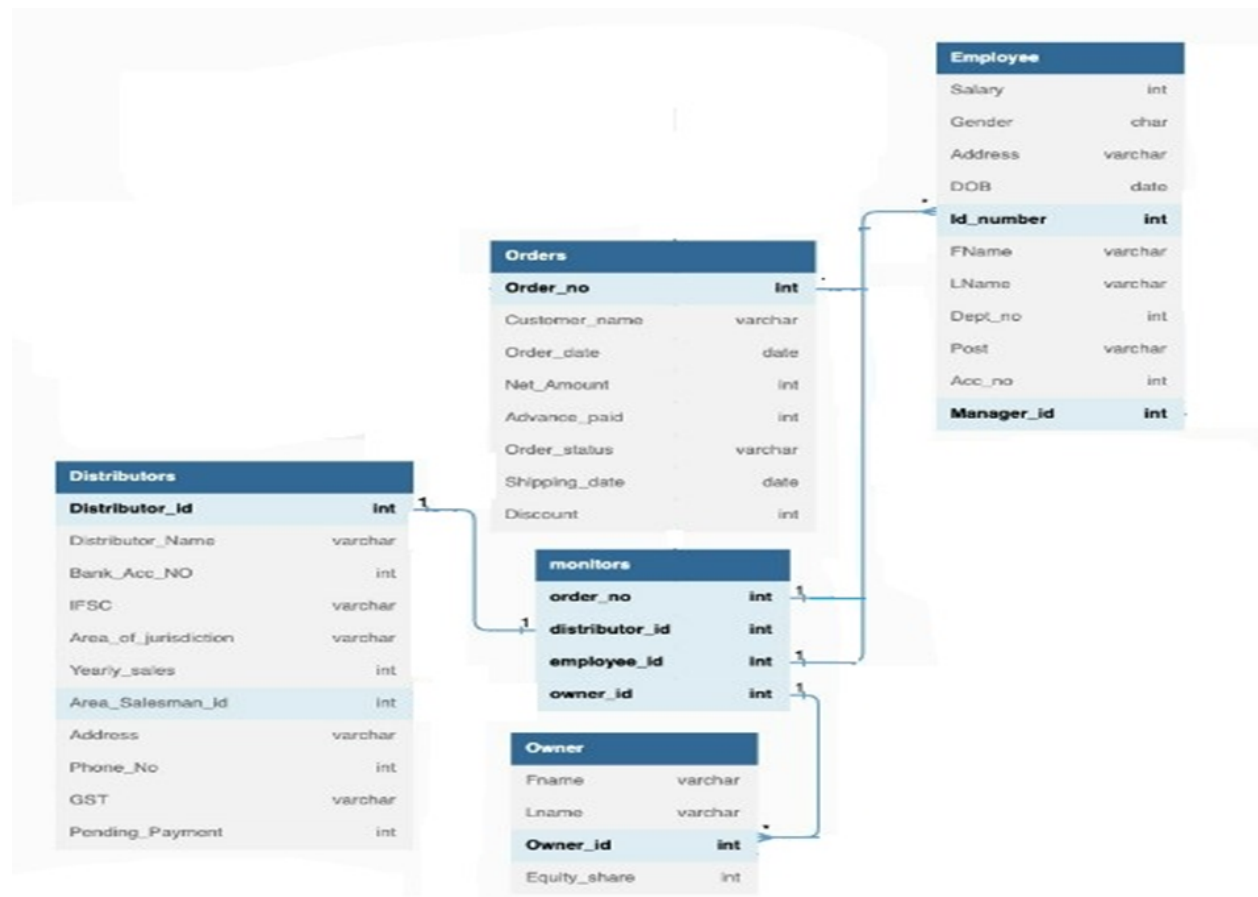 Employee
Salary int
Gender char
Address varchar
DOB date
Id_number int
FName varchar
LName varchar
Dept_no int
Post varchar
Acc_no int
Manager_id int
*
Orders
Order_no int
Customer_name varchar
Order_date date
Net_Amount int
Advance_paid int
Order_status varchar
Shipping_date date
Discount int
*
Distributors
Distributor_id int
Distributor_Name varchar
Bank_Acc_NO int
IFSC varchar
Area_of_jurisdiction varchar
Yearly_sales int
Area_Salesman_id int
Address varchar
Phone_No int
GST varchar
Pending_Payment int
1
monitors
order_no int 1
1 distributor_id int
employee_id int 1
owner_id int 1
Owner
Fname varchar
Lname varchar
Owner_id int *
Equity_share int